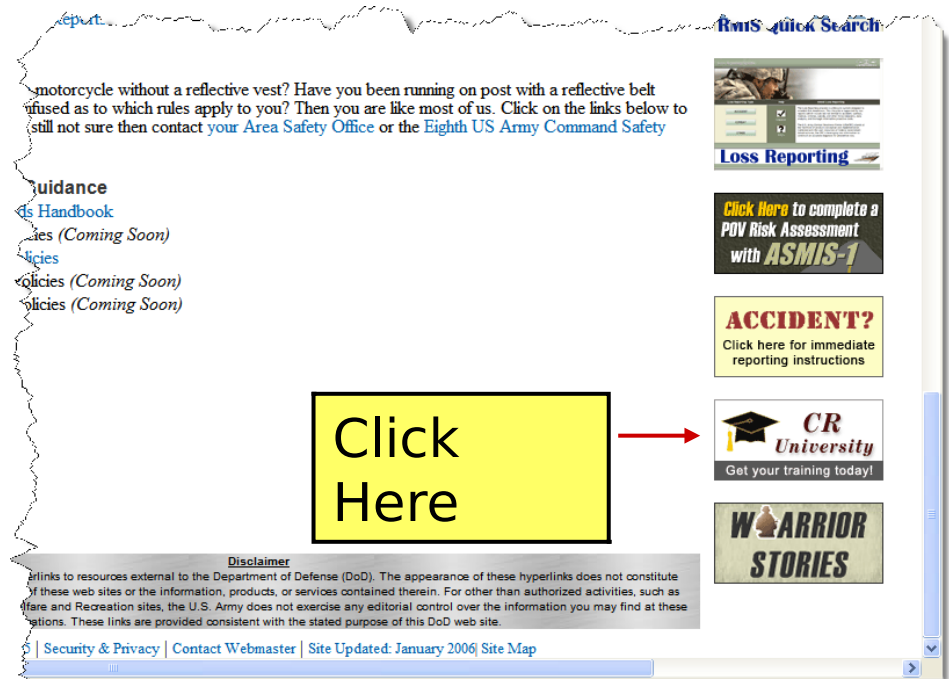 RMIS Quick Search
motorcycle without a reflective vest? Have you been running on post with a reflective belt
as to which rules apply to you? Then you are like most of us. Click on the links below to
still not sure then contact your Area Safety Office or the Eighth US Army Command Safety
Loss Reporting
Guidance
Handbook
(Coming Soon)
(Coming Soon)
(Coming Soon)
Click Here to complete a
POV Risk Assessment
with ASMIS-1
ACCIDENT?
Click here for immediate
reporting instructions
Click
Here
CR
University
Get your training today!
WARRIOR
STORIES
Disclaimer
to resources external to the Department of Defense (DoD). The appearance of these hyperlinks does not constitute
of these web sites or the information, products, or services contained therein. For other than authorized activities, such as
and Recreation sites, the U.S. Army does not exercise any editorial control over the information you may find at these
These links are provided consistent with the stated purpose of this DoD web site.
| Security & Privacy | Contact Webmaster | Site Updated: January 2006| Site Map